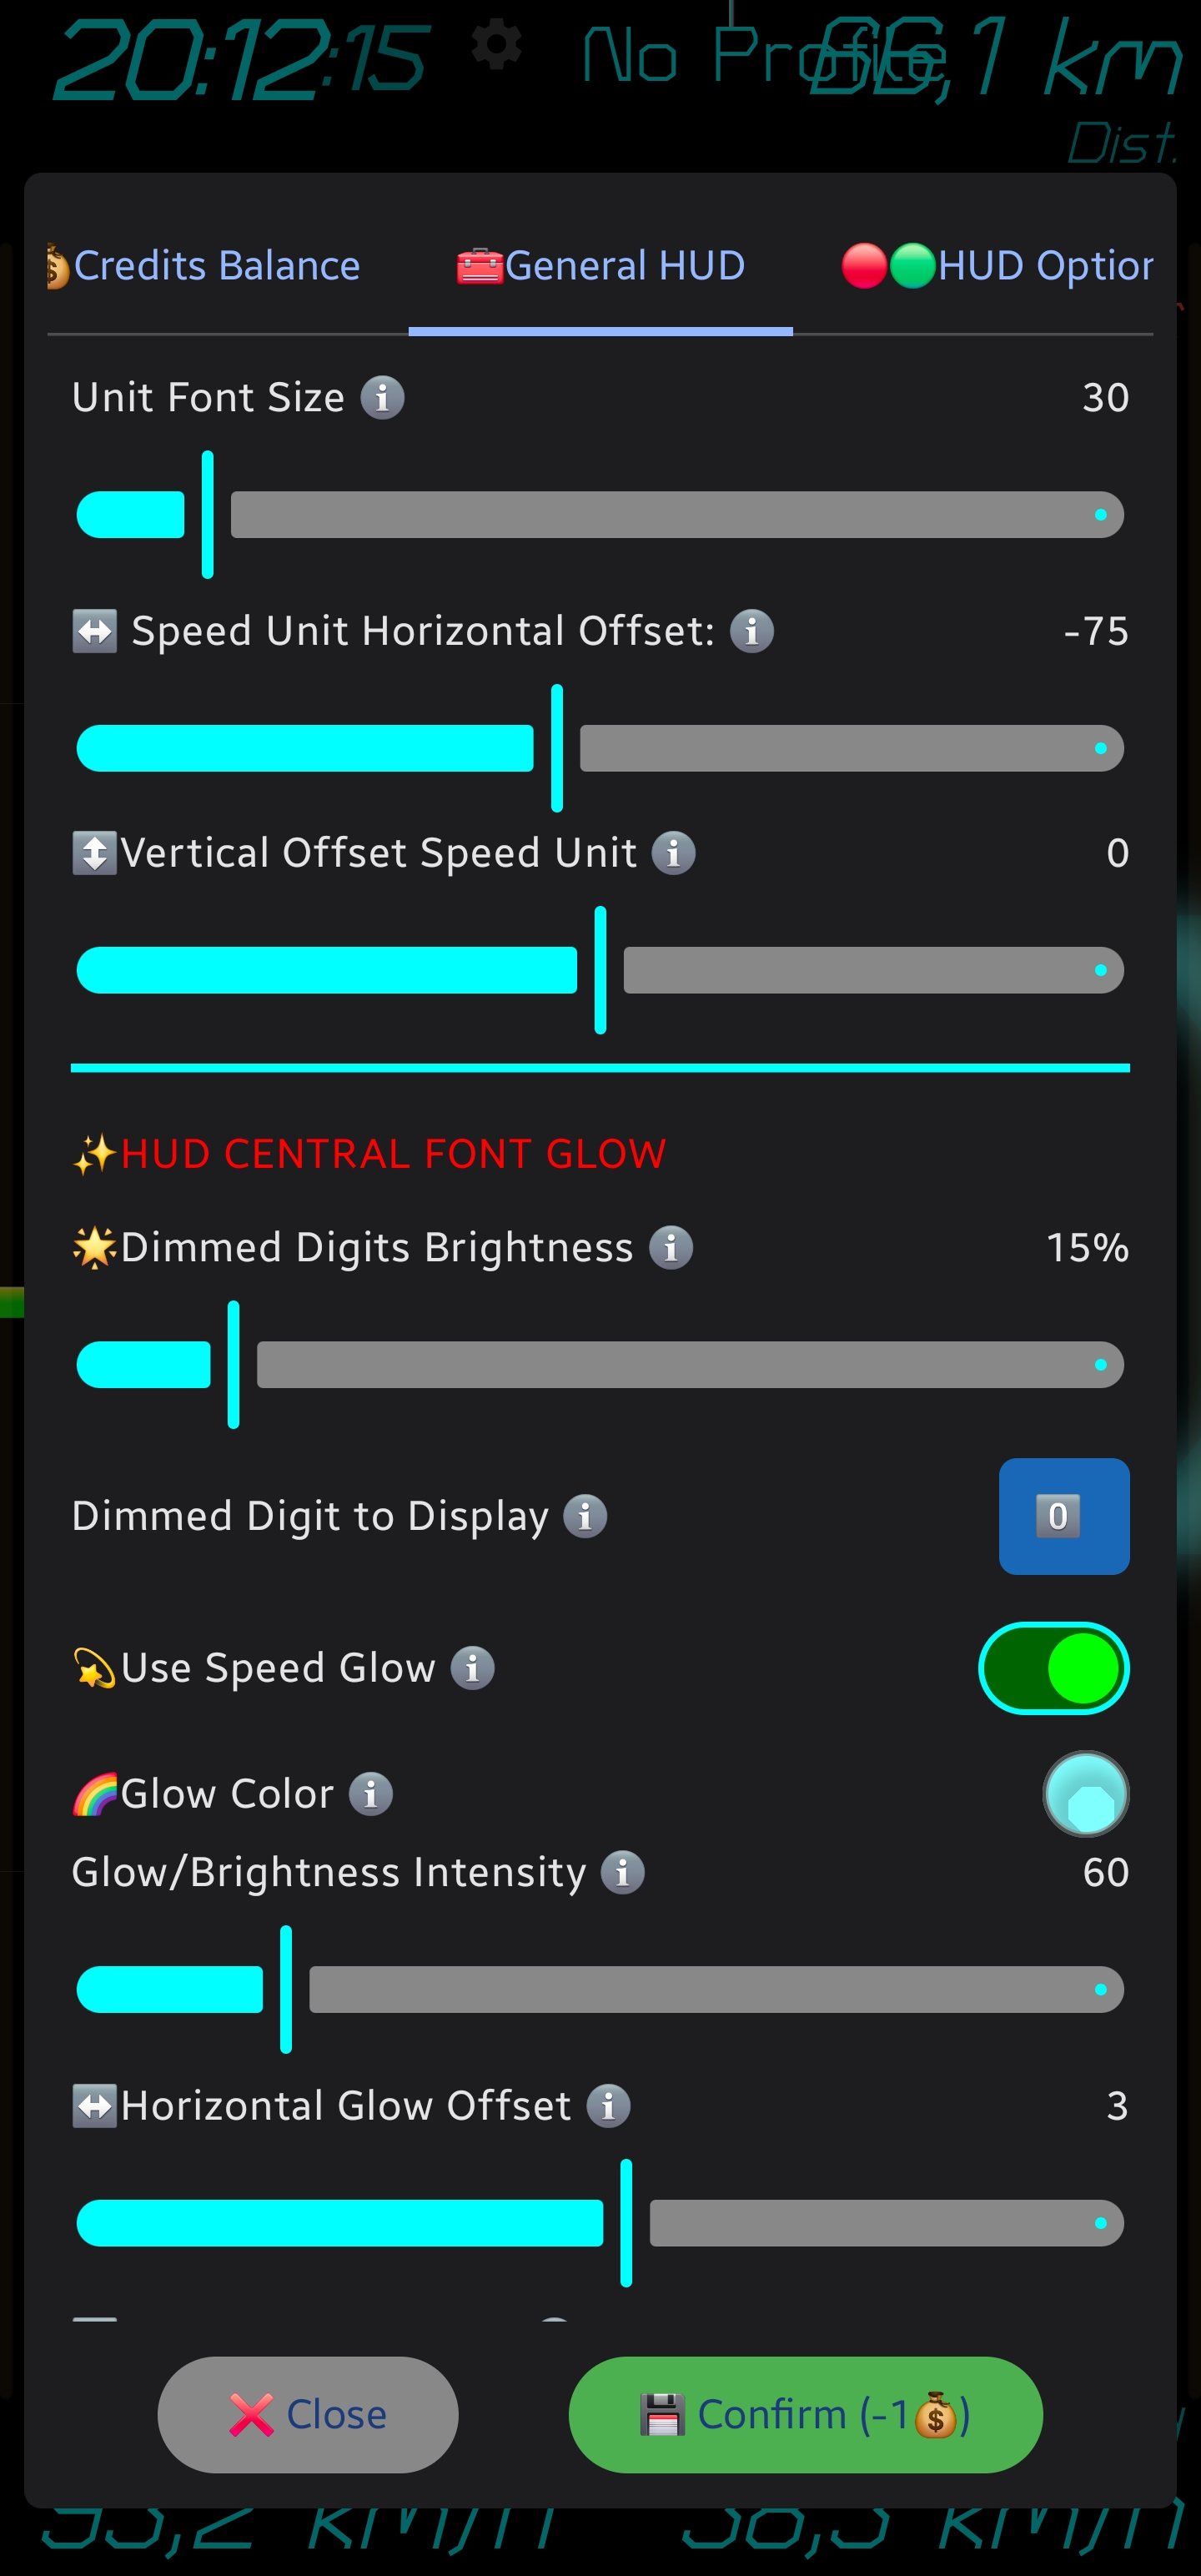 20:12:15
No Profile
66,1 km
Dist.
Credits Balance
General HUD
HUD Option
Unit Font Size
30
Speed Unit Horizontal Offset:
-75
Vertical Offset Speed Unit
0
HUD CENTRAL FONT GLOW
Dimmed Digits Brightness
15%
Dimmed Digit to Display
0
Use Speed Glow
Glow Color
Glow/Brightness Intensity
60
Horizontal Glow Offset
3
Close
Confirm (-1💰)
km/h
km/h